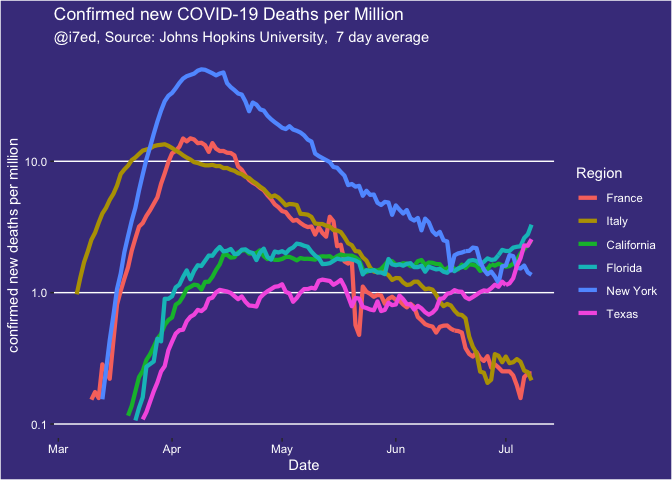 Confirmed new COVID-19 Deaths per Million
@i7ed, Source: Johns Hopkins University,  7 day average
confirmed new deaths per million
10.0
1.0
0.1
Mar
Apr
May
Jun
Jul
Date
Region
France
Italy
California
Florida
New York
Texas